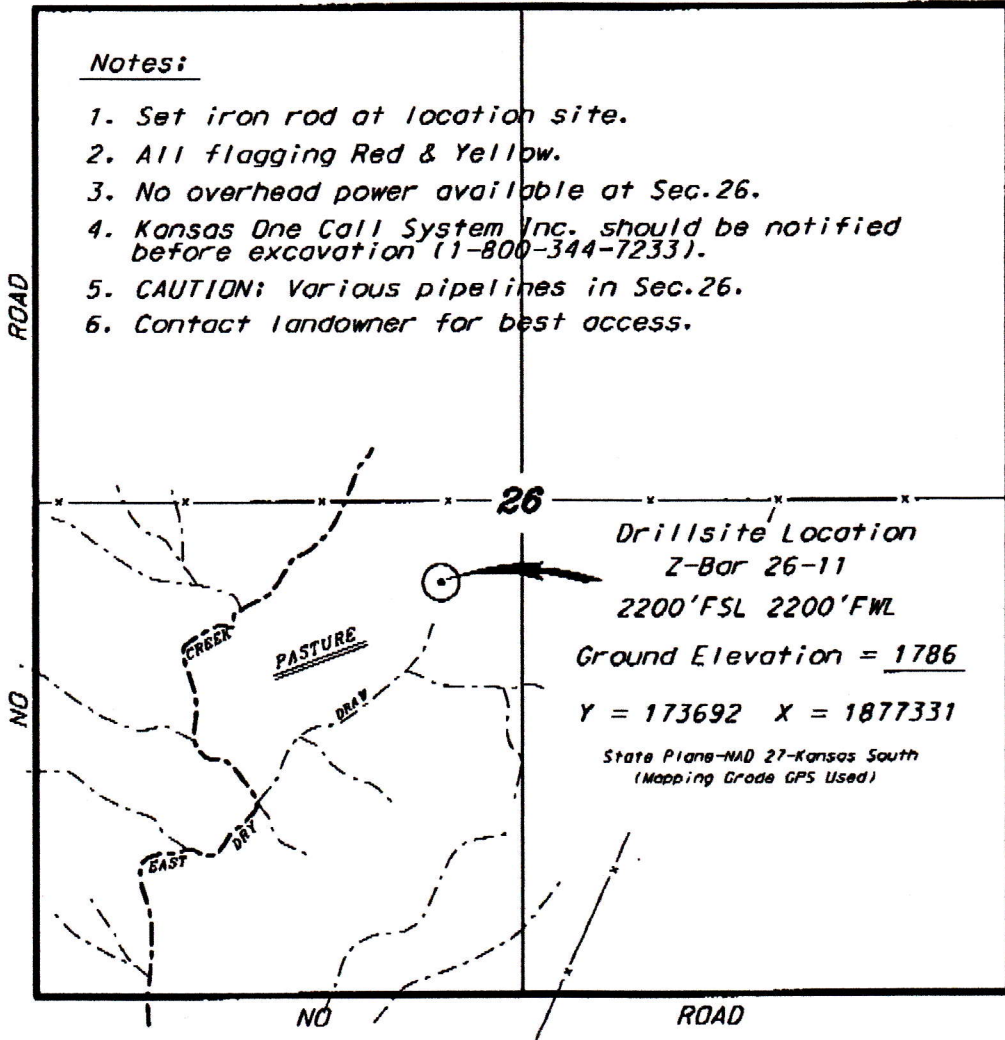 Notes:
1. Set iron rod at location site.
2. All flagging Red & Yellow.
3. No overhead power available at Sec.26.
4. Kansas One Call System Inc. should be notified
before excavation (1-800-344-7233).
5. CAUTION: Various pipelines in Sec.26.
6. Contact landowner for best access.
NO ROAD
26
Drillsite Location
Z-Bar 26-11
2200'FSL 2200'FWL
Ground Elevation = 1786
Y = 173692 X = 1877331
State Plane-NAD 27-Kansas South
(Mapping Grade GPS Used)
CREEK
PASTURE
DRAW
DRY
EAST
NO ROAD